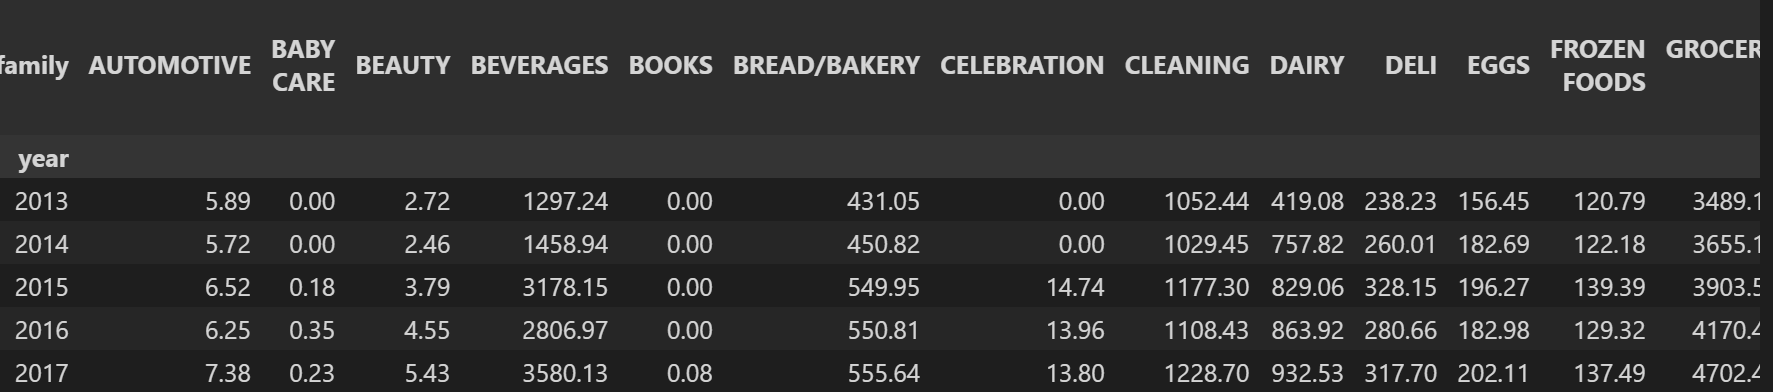 family AUTOMOTIVE BABY CARE BEAUTY BEVERAGES BOOKS BREAD/BAKERY CELEBRATION CLEANING DAIRY DELI EGGS FROZEN FOODS GROCER
year
2013 5.89 0.00 2.72 1297.24 0.00 431.05 0.00 1052.44 419.08 238.23 156.45 120.79 3489.1
2014 5.72 0.00 2.46 1458.94 0.00 450.82 0.00 1029.45 757.82 260.01 182.69 122.18 3655.1
2015 6.52 0.18 3.79 3178.15 0.00 549.95 14.74 1177.30 829.06 328.15 196.27 139.39 3903.5
2016 6.25 0.35 4.55 2806.97 0.00 550.81 13.96 1108.43 863.92 280.66 182.98 129.32 4170.4
2017 7.38 0.23 5.43 3580.13 0.08 555.64 13.80 1228.70 932.53 317.70 202.11 137.49 4702.4